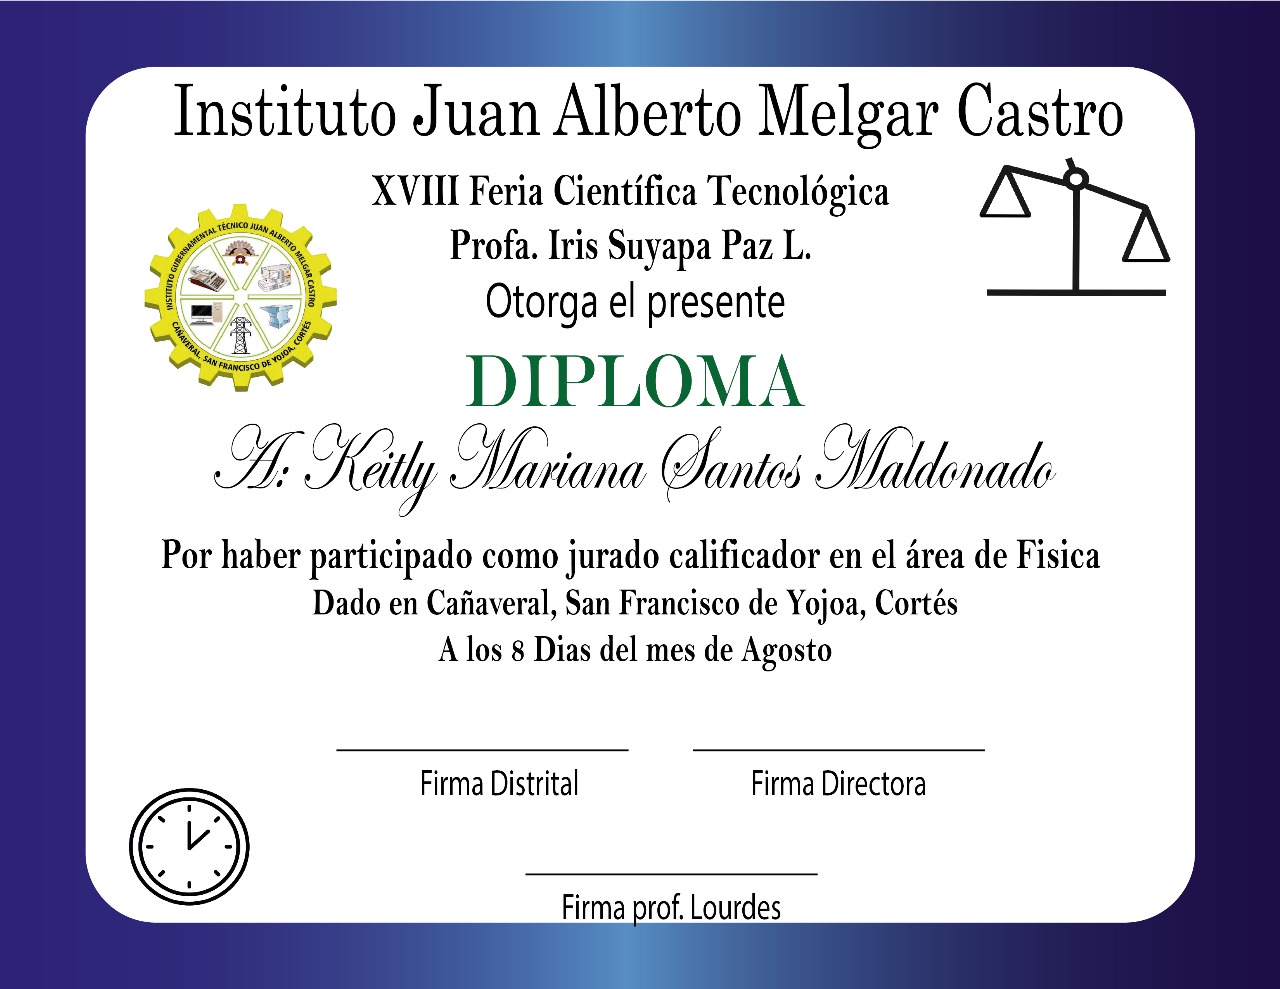 Instituto Juan Alberto Melgar Castro
XVIII Feria Científica Tecnológica
Profa. Iris Suyapa Paz L.
Otorga el presente
INSTITUTO GUBERNAMENTAL TÉCNICO JUAN ALBERTO MELGAR CASTRO
CAÑAVERAL, SAN FRANCISCO DE YOJOA, CORTÉS
DIPLOMA
A: Keitly Mariana Santos Maldonado
Por haber participado como jurado calificador en el área de Fisica
Dado en Cañaveral, San Francisco de Yojoa, Cortés
A los 8 Dias del mes de Agosto
Firma Distrital
Firma Directora
Firma prof. Lourdes